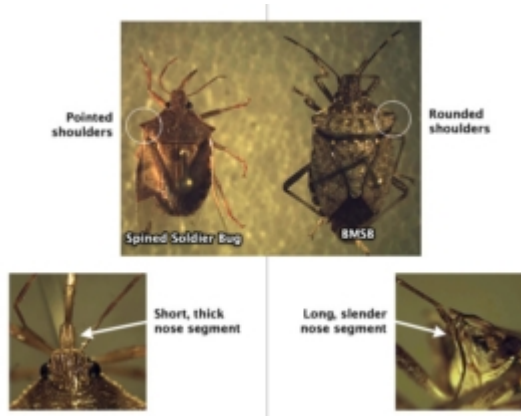 Pointed
shoulders
Rounded
shoulders
Spined Soldier Bug
BMSB
Short, thick
nose segment
Long, slender
nose segment